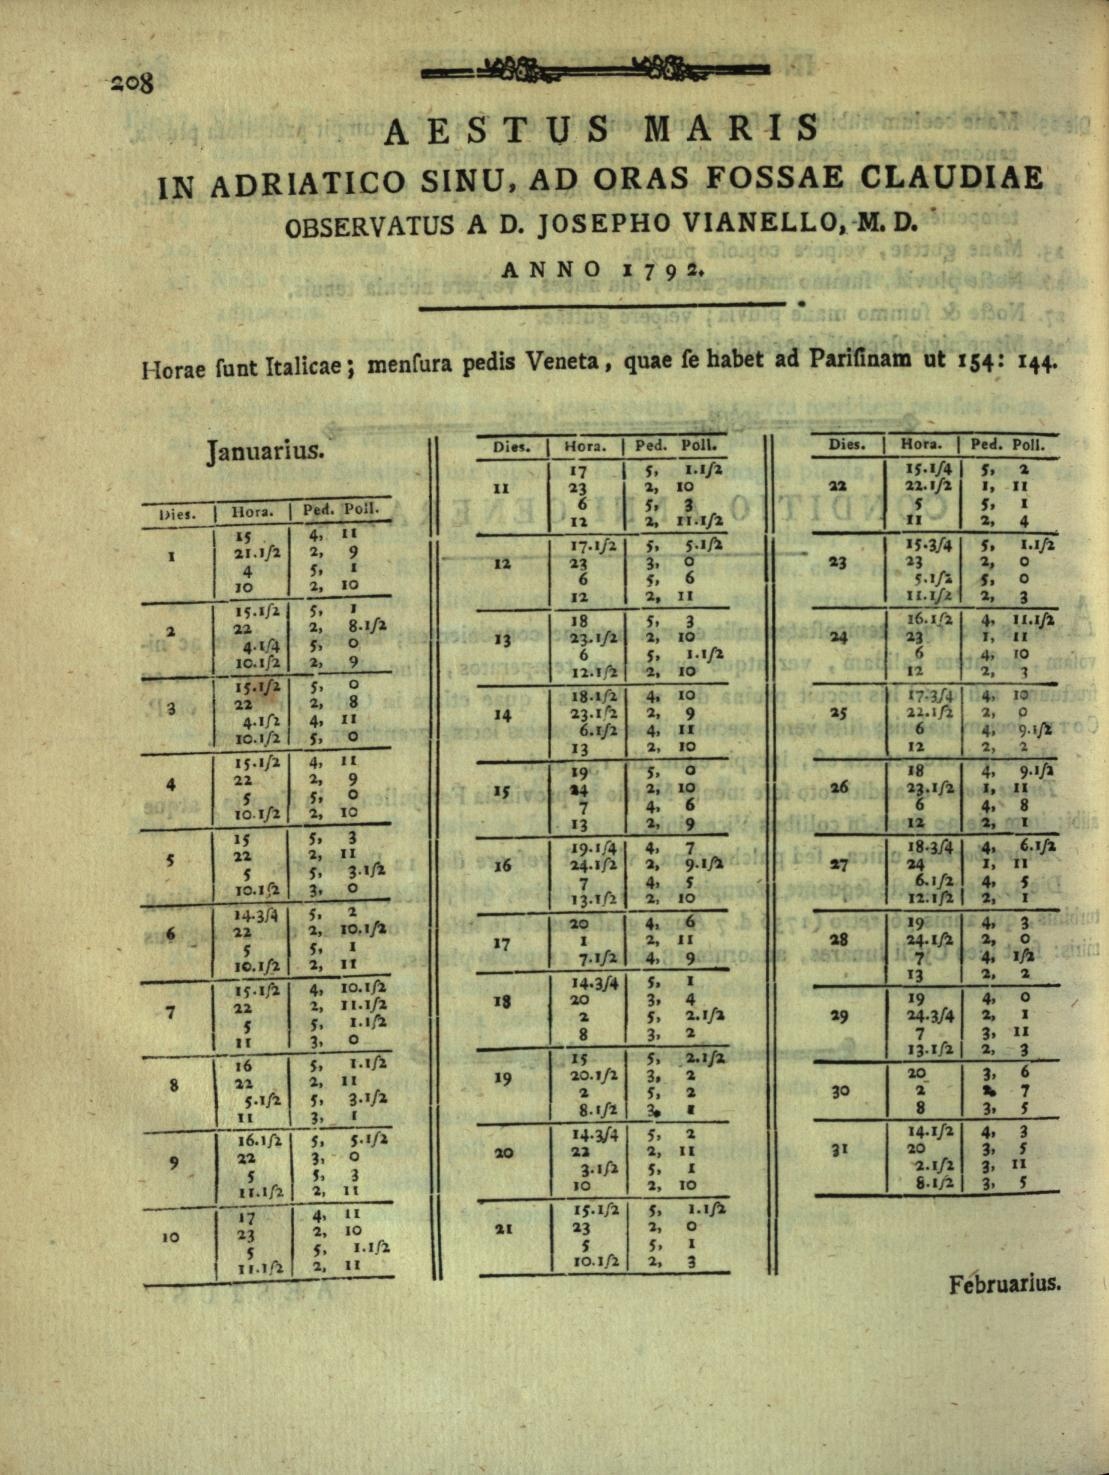 208
AESTUS MARIS
IN ADRIATICO SINU, AD ORAS FOSSAE CLAUDIAE
OBSERVATUS A D. JOSEPHO VIANELLO, M. D.
ANNO 1792.
Horae ſunt Italicae; menſura pedis Veneta, quae ſe habet ad Pariſinam ut 154: 144.
Januarius.
Dies. Hora. Ped. Poll.
1
15 4, 11
21.1/2 2, 9
4 5, 1
10 2, 10
2
15.1/2 5, 1
22 2, 8.1/2
4.1/4 5, 0
10.1/2 2, 9
3
15.1/2 5, 0
22 2, 8
4.1/2 4, 11
10.1/2 5, 0
4
15.1/2 4, 11
22 2, 9
5 5, 0
10.1/2 2, 10
5
15 5, 3
22 2, 11
5 5, 3.1/2
10.1/2 3, 0
6
14.3/4 5, 2
22 2, 10.1/2
5 5, 1
10.1/2 2, 11
7
15.1/2 4, 10.1/2
22 2, 11.1/2
5 5, 1.1/2
11 3, 0
8
16 5, 1.1/2
22 2, 11
5.1/2 5, 3.1/2
11 3, 1
9
16.1/2 5, 5.1/2
22 3, 0
5 5, 3
11.1/2 2, 11
10
17 4, 11
23 2, 10
5 5, 1.1/2
11.1/2 2, 11
Dies. Hora. Ped. Poll.
11
17 5, 1.1/2
23 2, 10
6 5, 3
12 2, 11.1/2
12
17.1/2 5, 5.1/2
23 3, 0
6 5, 6
12 2, 11
13
18 5, 3
23.1/2 2, 10
6 5, 1.1/2
12.1/2 2, 10
14
18.1/2 4, 10
23.1/2 2, 9
6.1/2 4, 11
13 2, 10
15
19 5, 0
24 2, 10
7 4, 6
13 2, 9
16
19.1/4 4, 7
24.1/2 2, 9.1/2
7 4, 5
13.1/2 2, 10
17
20 4, 6
1 2, 11
7.1/2 4, 9
18
14.3/4 5, 1
20 3, 4
2 5, 2.1/2
8 3, 2
19
15 5, 2.1/2
20.1/2 3, 2
2 5, 2
8.1/2 3, 1
20
14.3/4 5, 2
22 2, 11
3.1/2 5, 1
10 2, 10
21
15.1/2 5, 1.1/2
23 2, 0
5 5, 1
10.1/2 2, 3
Dies. Hora. Ped. Poll.
22
15.1/4 5, 2
22.1/2 1, 11
5 5, 1
11 2, 4
23
15.3/4 5, 1.1/2
23 2, 0
5.1/2 5, 0
11.1/2 2, 3
24
16.1/2 4, 11.1/2
23 1, 11
6 4, 10
12 2, 3
25
17.3/4 4, 10
22.1/2 2, 0
6 4, 9.1/2
12 2, 2
26
18 4, 9.1/2
23.1/2 1, 11
6 4, 8
12 2, 1
27
18.3/4 4, 6.1/2
24 1, 11
6.1/2 4, 5
12.1/2 2, 1
28
19 4, 3
24.1/2 2, 0
7 4, 1/2
13 2, 2
29
19 4, 0
24.3/4 2, 1
7 3, 11
13.1/2 2, 3
30
20 3, 6
2 2, 7
8 3, 5
31
14.1/2 4, 3
20 3, 5
2.1/2 3, 11
8.1/2 3, 5
Februarius.